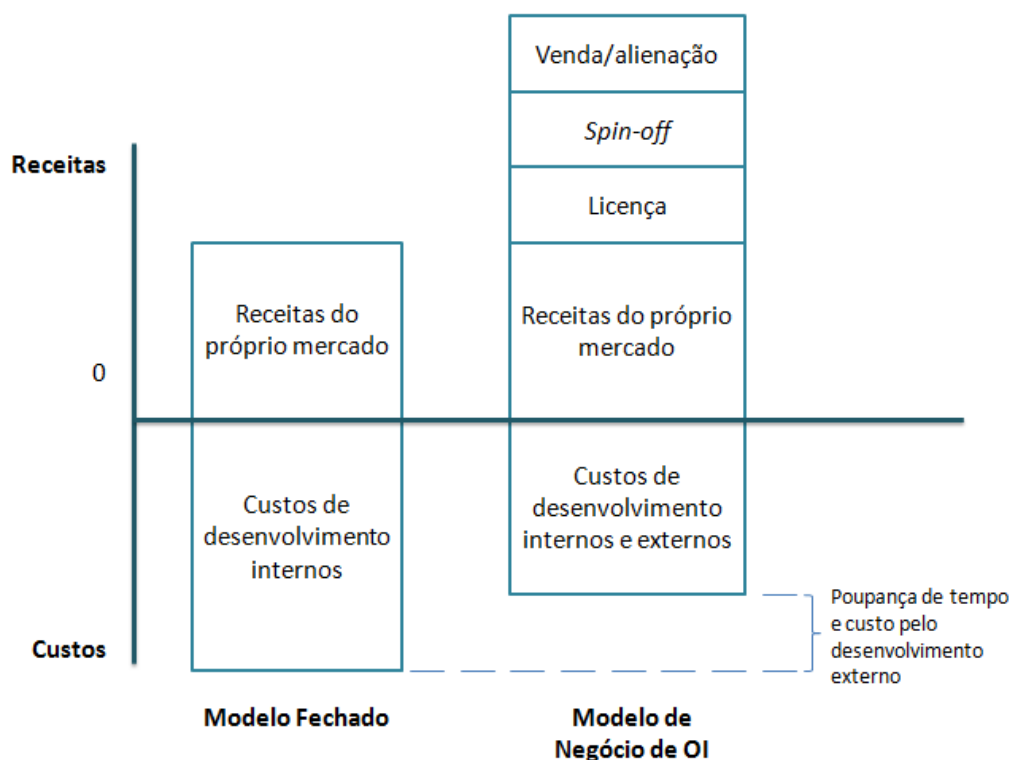 Venda/alienação
Spin-off
Receitas
Licença
Receitas do
próprio mercado
Receitas do próprio
mercado
0
Custos de
desenvolvimento
internos
Custos de
desenvolvimento
internos e externos
Poupança de tempo
e custo pelo
desenvolvimento
externo
Custos
Modelo Fechado
Modelo de
Negócio de OI